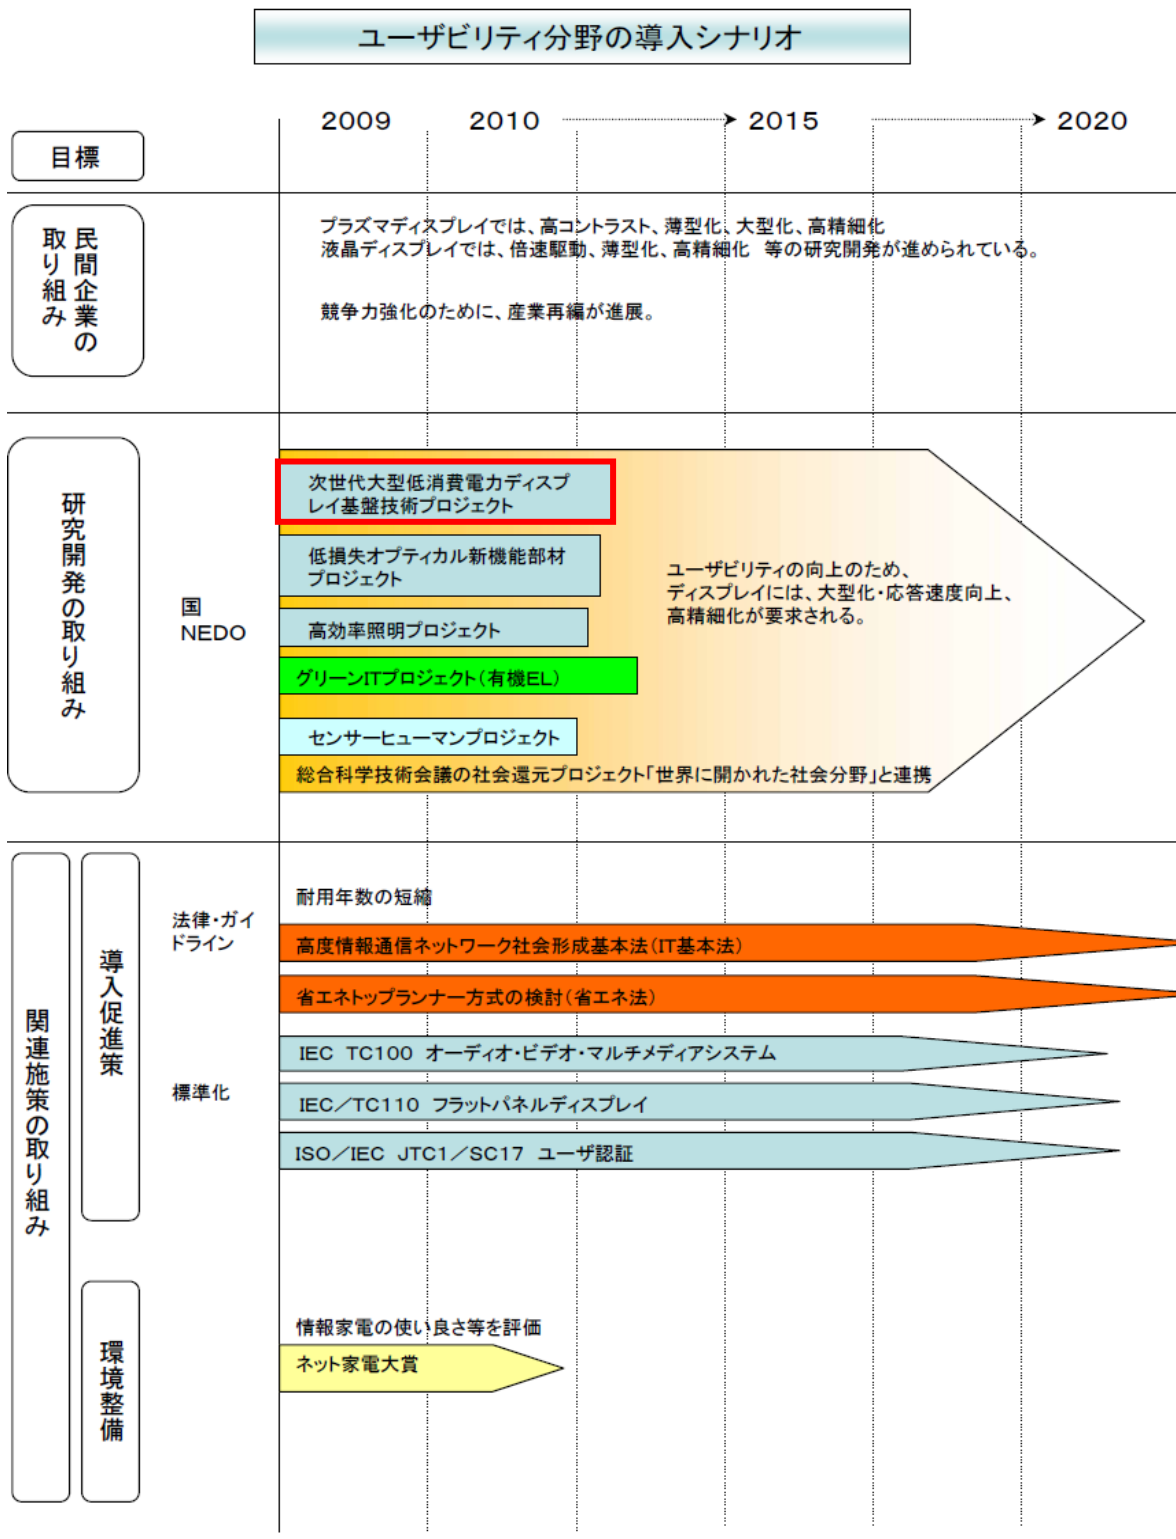 ユーザビリティ分野の導入シナリオ
2009
2010
2015
2020
目標
民間企業の
取り組み
プラズマディスプレイでは、高コントラスト、薄型化、大型化、高精細化
液晶ディスプレイでは、倍速駆動、薄型化、高精細化 等の研究開発が進められている。
競争力強化のために、産業再編が進展。
研究開発の取り組み
国
NEDO
次世代大型低消費電力ディスプ
レイ基盤技術プロジェクト
低損失オプティカル新機能部材
プロジェクト
高効率照明プロジェクト
グリーンITプロジェクト(有機EL)
センサーヒューマンプロジェクト
総合科学技術会議の社会還元プロジェクト「世界に開かれた社会分野」と連携
ユーザビリティの向上のため、
ディスプレイには、大型化・応答速度向上、
高精細化が要求される。
関連施策の取り組み
導入促進策
法律・ガイ
ドライン
耐用年数の短縮
高度情報通信ネットワーク社会形成基本法(IT基本法)
省エネトップランナー方式の検討(省エネ法)
標準化
IEC TC100 オーディオ・ビデオ・マルチメディアシステム
IEC/TC110 フラットパネルディスプレイ
ISO/IEC JTC1/SC17 ユーザ認証
環境整備
情報家電の使い良さ等を評価
ネット家電大賞